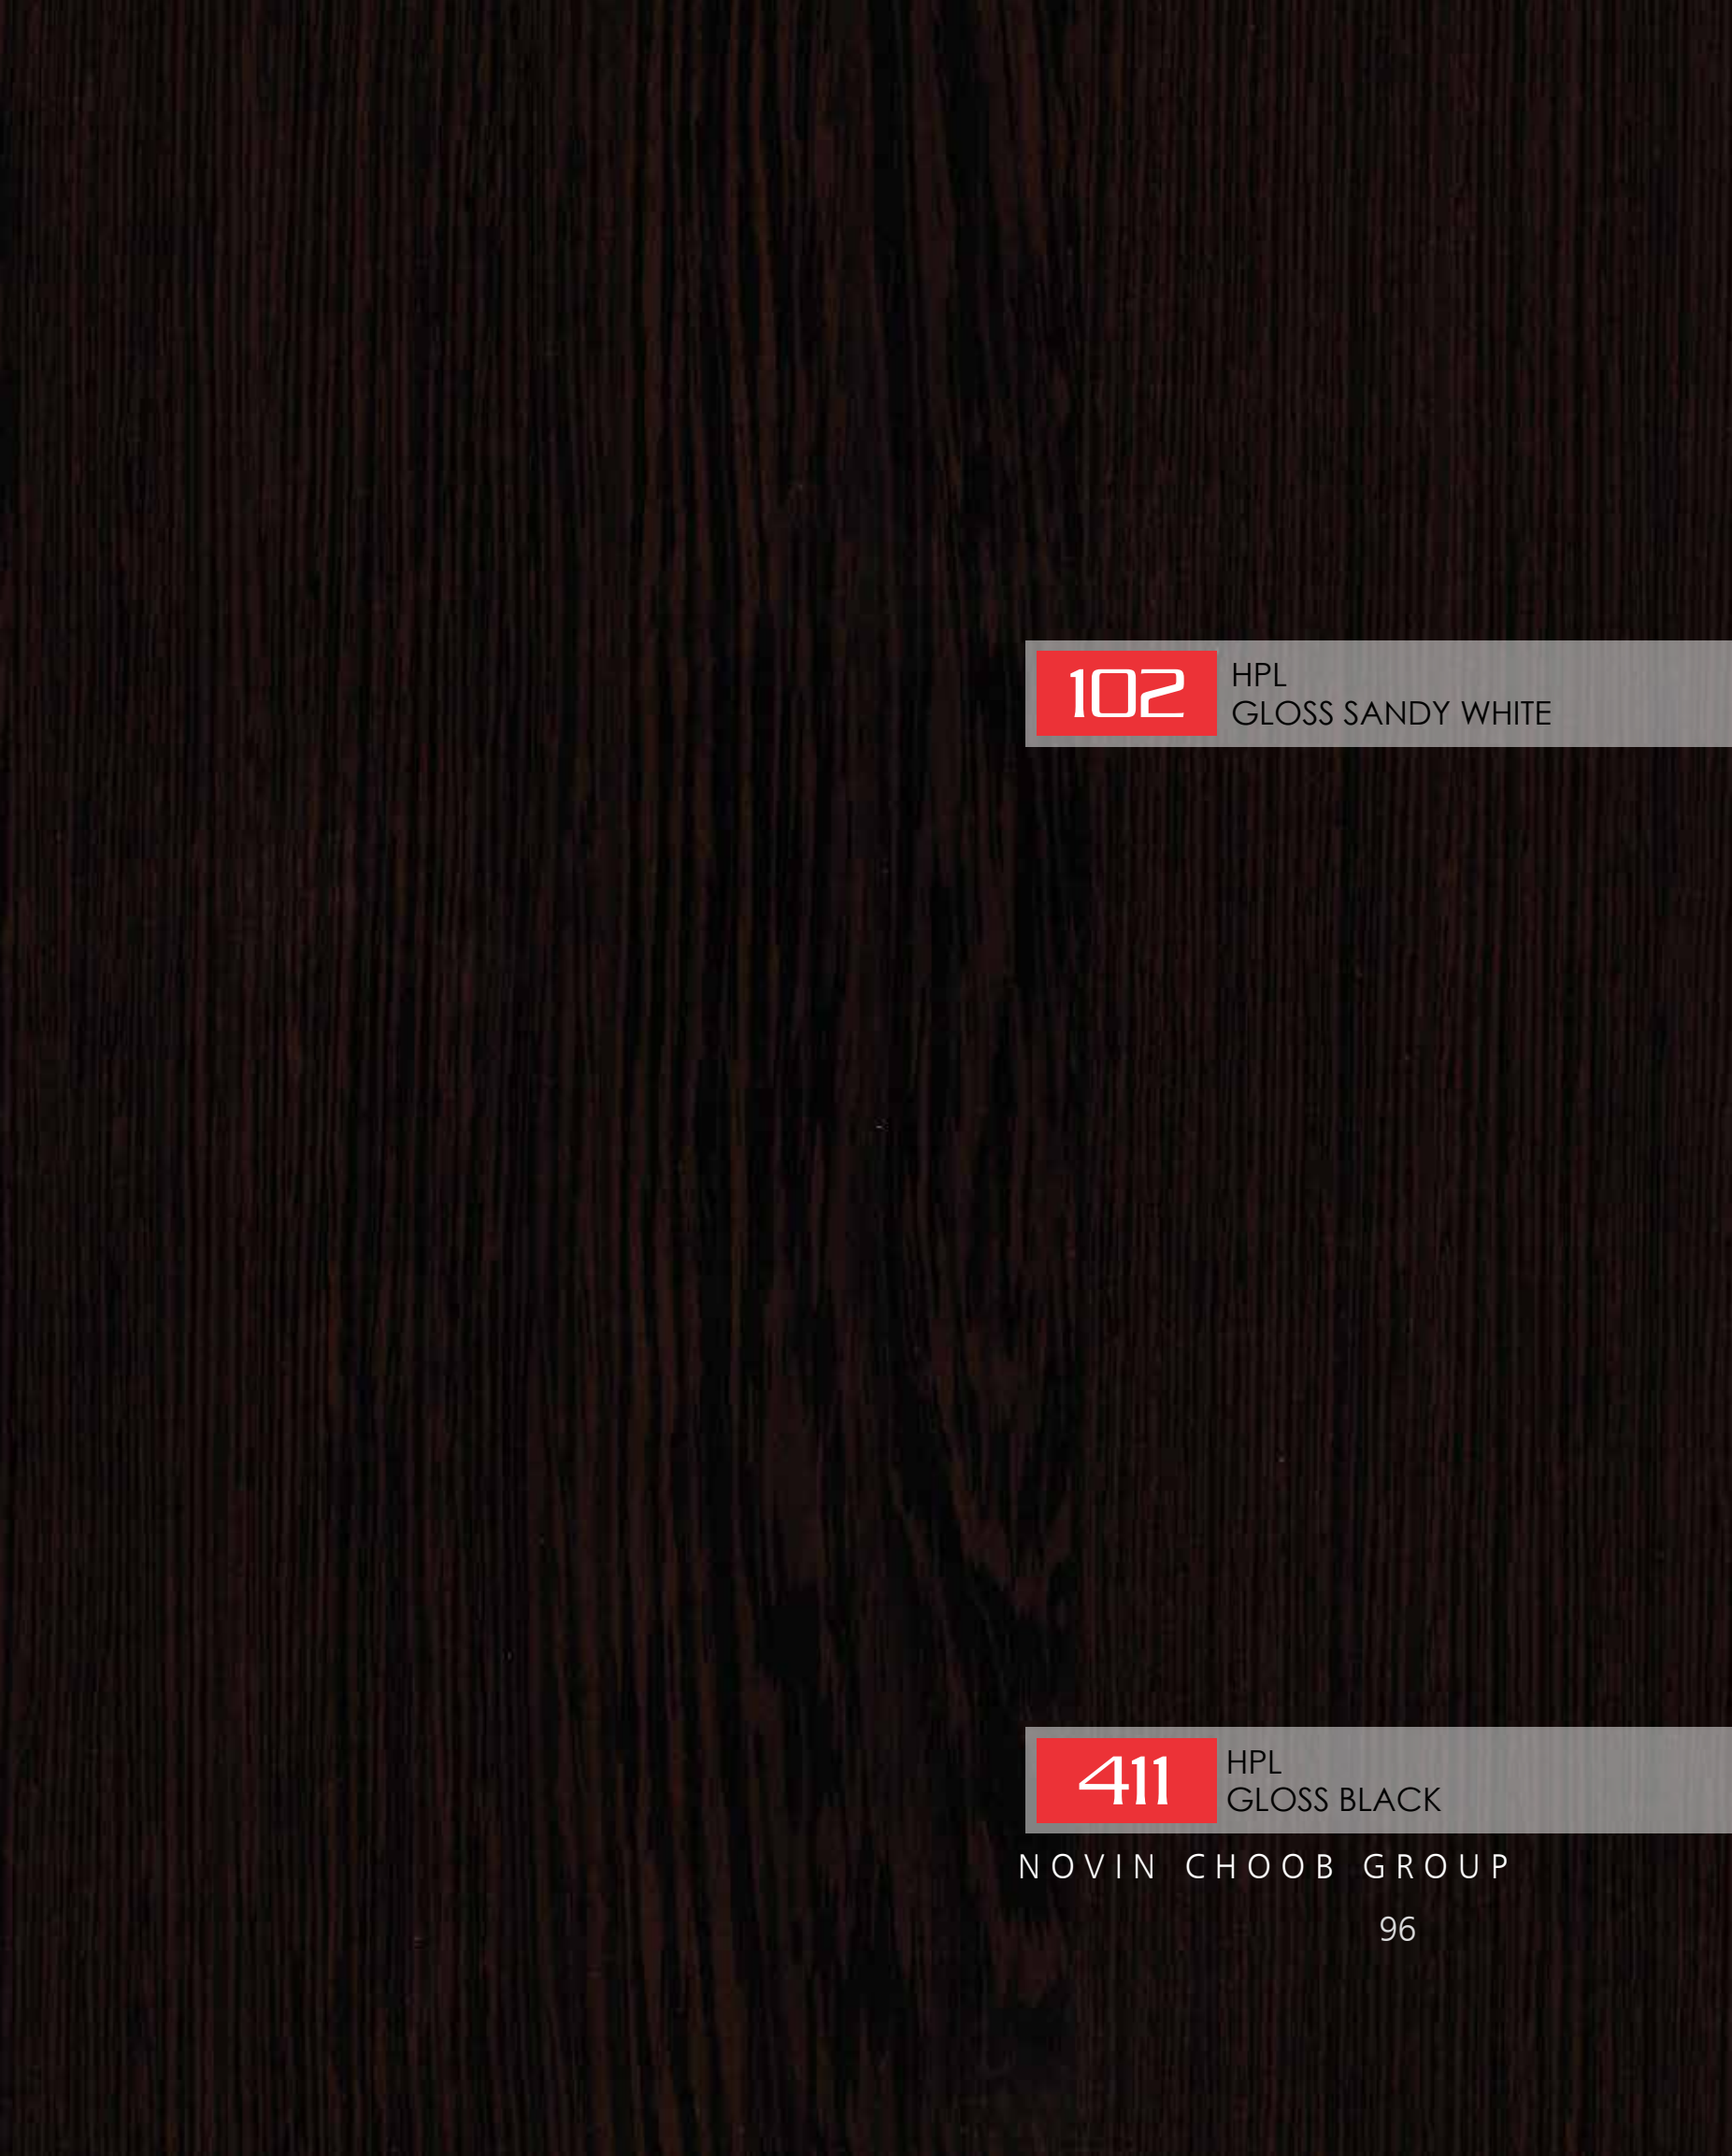 102
HPL
GLOSS SANDY WHITE
411
HPL
GLOSS BLACK
NOVIN CHOOB GROUP
96